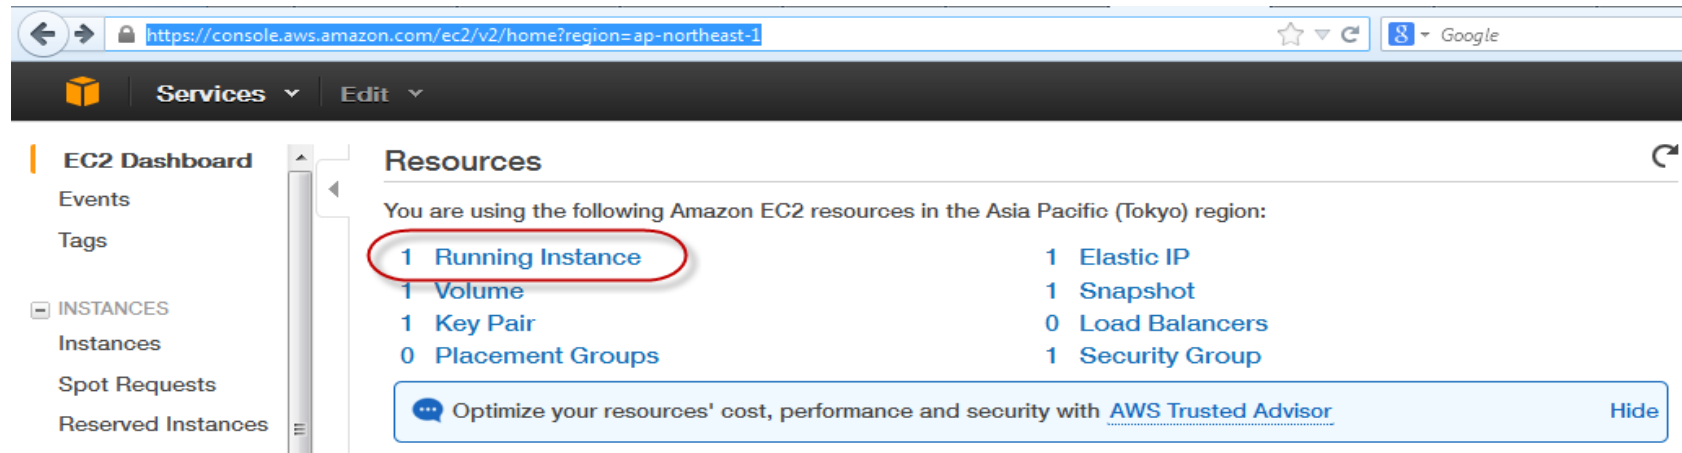 https://console.aws.amazon.com/ec2/v2/home?region=ap-northeast-1
8 Google
Services Edit
EC2 Dashboard
Events
Tags
INSTANCES
Instances
Spot Requests
Reserved Instances
Resources
You are using the following Amazon EC2 resources in the Asia Pacific (Tokyo) region:
1 Running Instance
1 Elastic IP
1 Volume
1 Snapshot
1 Key Pair
0 Load Balancers
0 Placement Groups
1 Security Group
Optimize your resources' cost, performance and security with AWS Trusted Advisor Hide